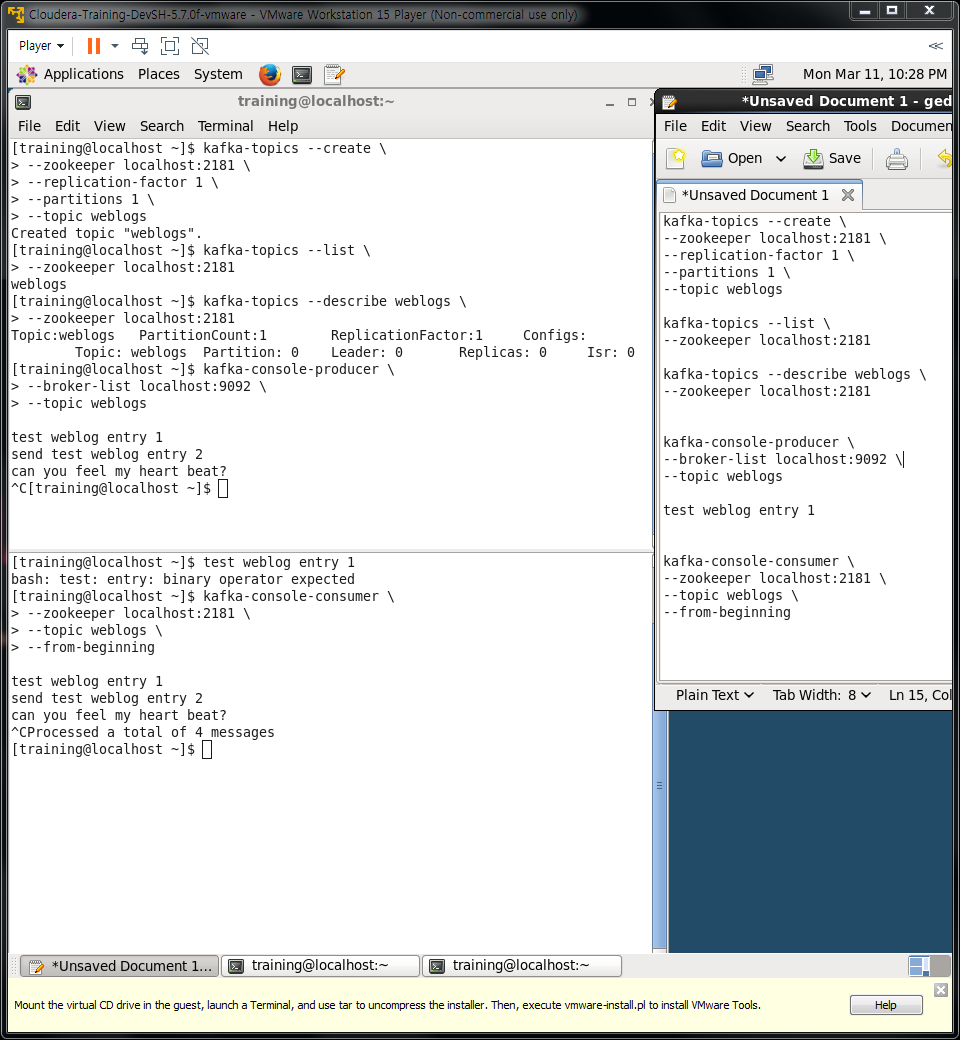 Cloudera-Training-DevSH-5.7.0f-vmware - VMware Workstation 15 Player (Non-commercial use only)
Player
Applications Places System
Mon Mar 11, 10:28 PM
training@localhost:~
File Edit View Search Terminal Help
[training@localhost ~]$ kafka-topics --create \
> --zookeeper localhost:2181 \
> --replication-factor 1 \
> --partitions 1 \
> --topic weblogs
Created topic "weblogs".
[training@localhost ~]$ kafka-topics --list \
> --zookeeper localhost:2181
weblogs
[training@localhost ~]$ kafka-topics --describe weblogs \
> --zookeeper localhost:2181
Topic:weblogs PartitionCount:1 ReplicationFactor:1 Configs:
Topic: weblogs Partition: 0 Leader: 0 Replicas: 0 Isr: 0
[training@localhost ~]$ kafka-console-producer \
> --broker-list localhost:9092 \
> --topic weblogs
test weblog entry 1
send test weblog entry 2
can you feel my heart beat?
^C[training@localhost ~]$
[training@localhost ~]$ test weblog entry 1
bash: test: entry: binary operator expected
[training@localhost ~]$ kafka-console-consumer \
> --zookeeper localhost:2181 \
> --topic weblogs \
> --from-beginning
test weblog entry 1
send test weblog entry 2
can you feel my heart beat?
^CProcessed a total of 4 messages
[training@localhost ~]$
*Unsaved Document 1 - ged
File Edit View Search Tools Documen
Open Save
*Unsaved Document 1
kafka-topics --create \
--zookeeper localhost:2181 \
--replication-factor 1 \
--partitions 1 \
--topic weblogs
kafka-topics --list \
--zookeeper localhost:2181
kafka-topics --describe weblogs \
--zookeeper localhost:2181
kafka-console-producer \
--broker-list localhost:9092 \
--topic weblogs
test weblog entry 1
kafka-console-consumer \
--zookeeper localhost:2181 \
--topic weblogs \
--from-beginning
Plain Text Tab Width: 8 Ln 15, Col
*Unsaved Document 1... training@localhost:~ training@localhost:~
Mount the virtual CD drive in the guest, launch a Terminal, and use tar to uncompress the installer. Then, execute vmware-install.pl to install VMware Tools.
Help